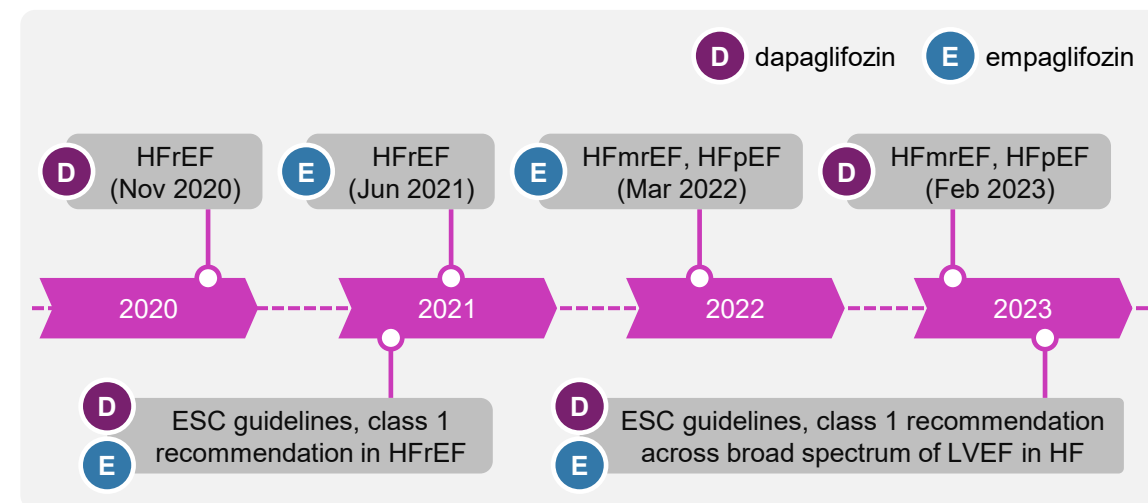 D dapaglifozin E empaglifozin
D
HFrEF
(Nov 2020)
E
HFrEF
(Jun 2021)
E
HFmrEF, HFpEF
(Mar 2022)
D
HFmrEF, HFpEF
(Feb 2023)
2020
2021
2022
2023
D
E
ESC guidelines, class 1
recommendation in HFrEF
D
E
ESC guidelines, class 1 recommendation
across broad spectrum of LVEF in HF